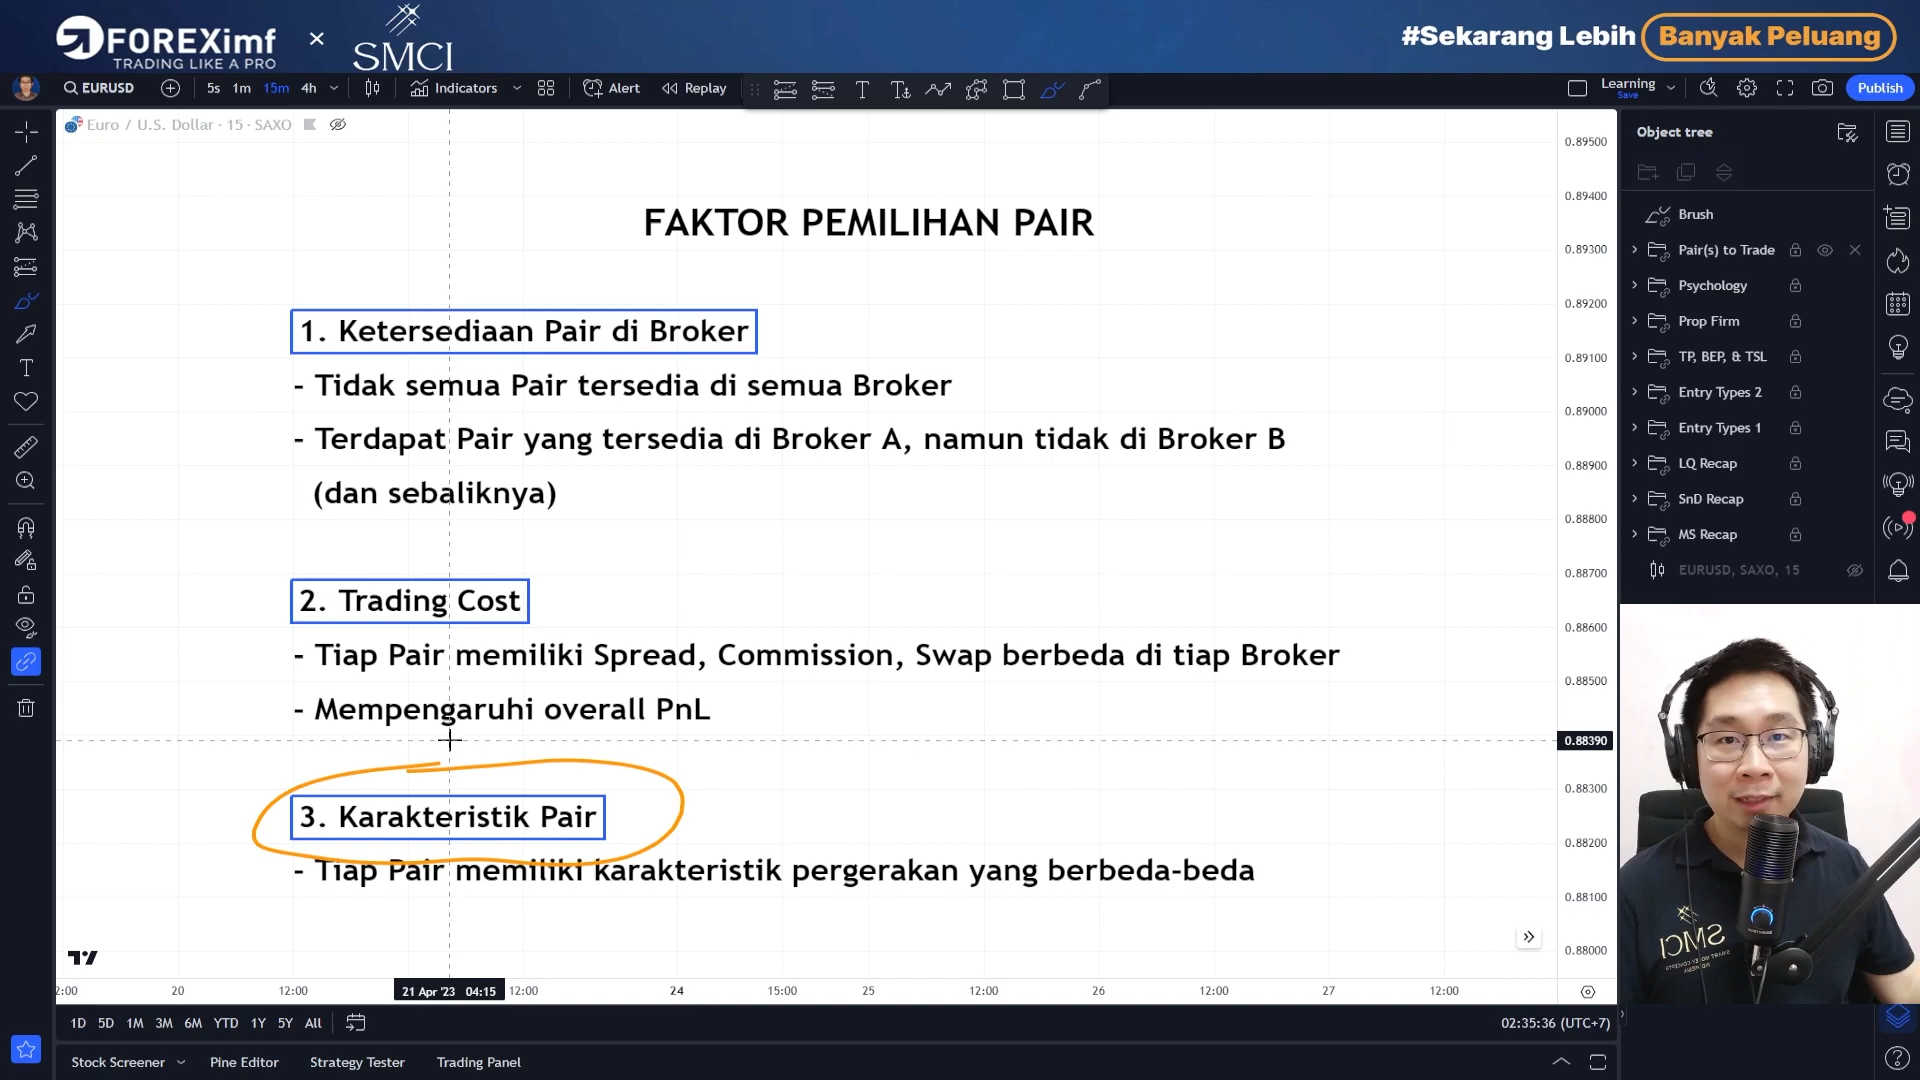 FOREXimf
TRADING LIKE A PRO
×
SMCI
#Sekarang Lebih Banyak Peluang
EURUSD
5s 1m 15m 4h
Indicators
Alert
Replay
Learning
Save
Publish
Euro / U.S. Dollar · 15 · SAXO
FAKTOR PEMILIHAN PAIR
1. Ketersediaan Pair di Broker
- Tidak semua Pair tersedia di semua Broker
- Terdapat Pair yang tersedia di Broker A, namun tidak di Broker B
(dan sebaliknya)
2. Trading Cost
- Tiap Pair memiliki Spread, Commission, Swap berbeda di tiap Broker
- Mempengaruhi overall PnL
3. Karakteristik Pair
- Tiap Pair memiliki karakteristik pergerakan yang berbeda-beda
0.89500
0.89400
0.89300
0.89200
0.89100
0.89000
0.88900
0.88800
0.88700
0.88600
0.88500
0.88390
0.88300
0.88200
0.88100
0.88000
2:00 20 12:00 21 Apr '23 04:15 12:00 24 15:00 25 12:00 26 12:00 27 12:00
1D 5D 1M 3M 6M YTD 1Y 5Y All
02:35:36 (UTC+7)
Stock Screener Pine Editor Strategy Tester Trading Panel
Object tree
Brush
Pair(s) to Trade
Psychology
Prop Firm
TP, BEP, & TSL
Entry Types 2
Entry Types 1
LQ Recap
SnD Recap
MS Recap
EURUSD, SAXO, 15
SMCI